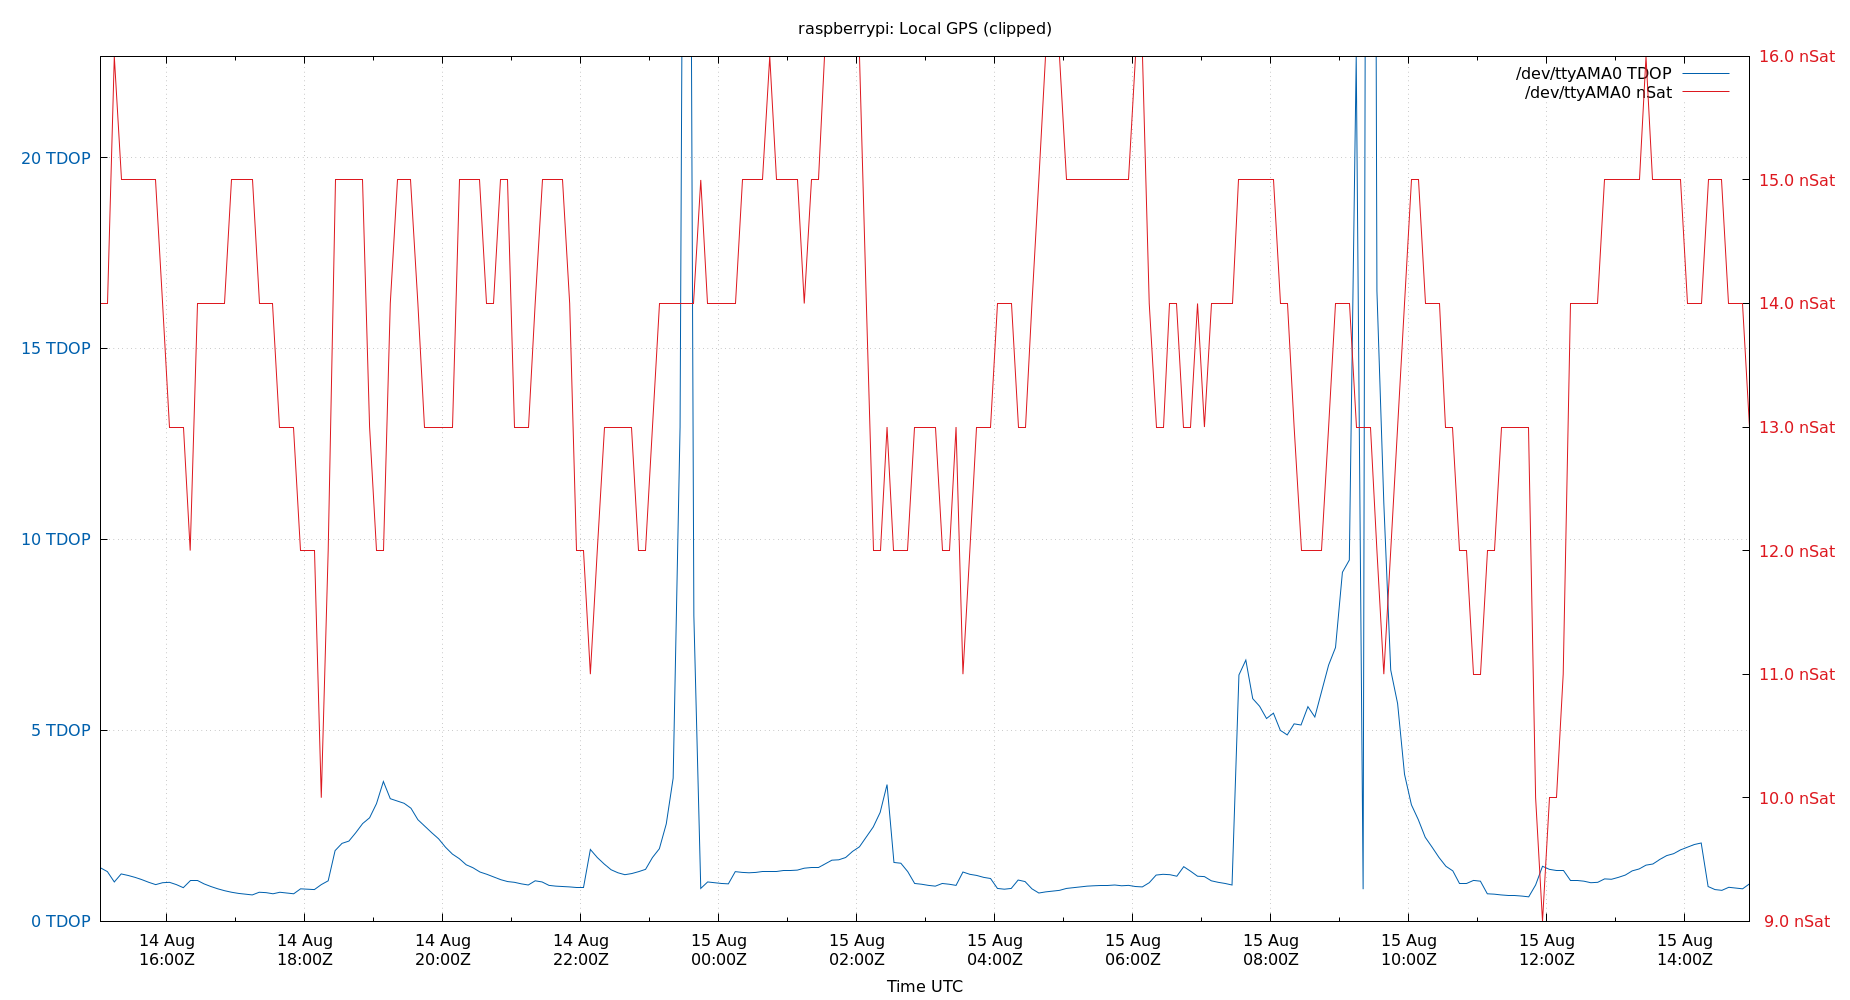 raspberrypi: Local GPS (clipped)
/dev/ttyAMA0 TDOP
/dev/ttyAMA0 nSat
20 TDOP
15 TDOP
10 TDOP
5 TDOP
0 TDOP
16.0 nSat
15.0 nSat
14.0 nSat
13.0 nSat
12.0 nSat
11.0 nSat
10.0 nSat
9.0 nSat
14 Aug 14 Aug 14 Aug 14 Aug 15 Aug 15 Aug 15 Aug 15 Aug 15 Aug 15 Aug 15 Aug 15 Aug
16:00Z 18:00Z 20:00Z 22:00Z 00:00Z 02:00Z 04:00Z 06:00Z 08:00Z 10:00Z 12:00Z 14:00Z
Time UTC